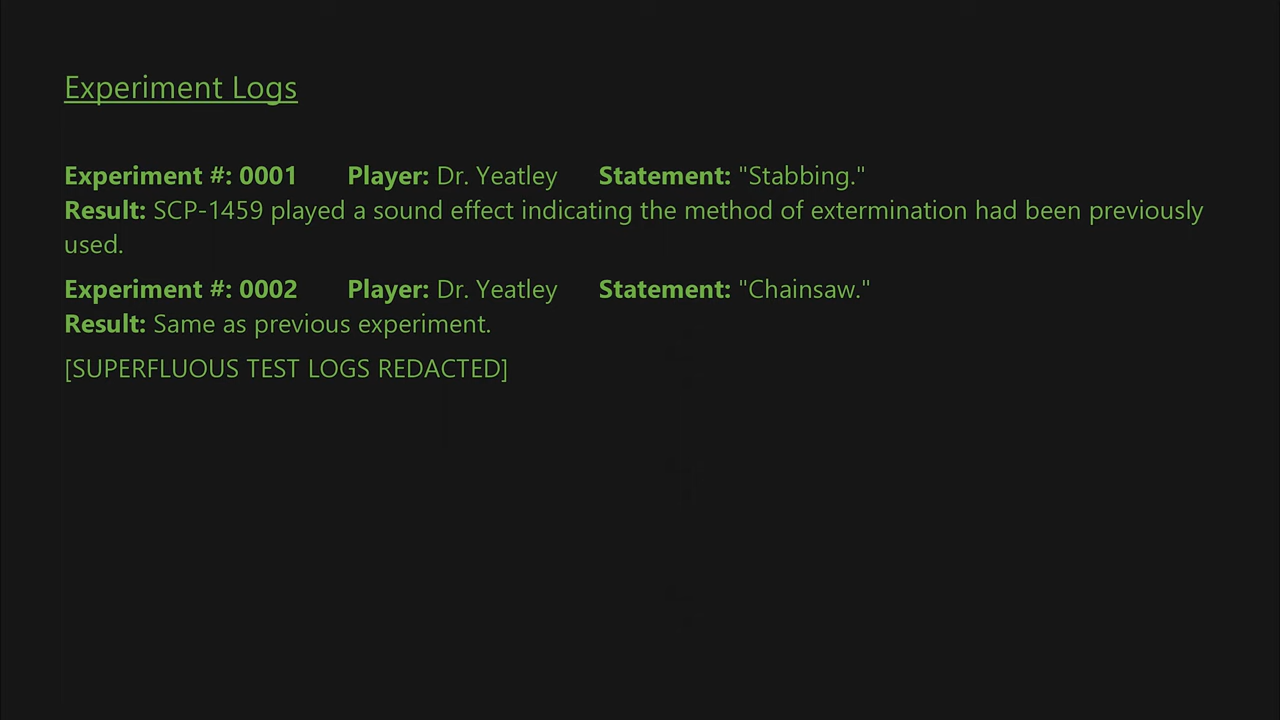 Experiment Logs
Experiment #: 0001 Player: Dr. Yeatley Statement: "Stabbing."
Result: SCP-1459 played a sound effect indicating the method of extermination had been previously
used.
Experiment #: 0002 Player: Dr. Yeatley Statement: "Chainsaw."
Result: Same as previous experiment.
[SUPERFLUOUS TEST LOGS REDACTED]